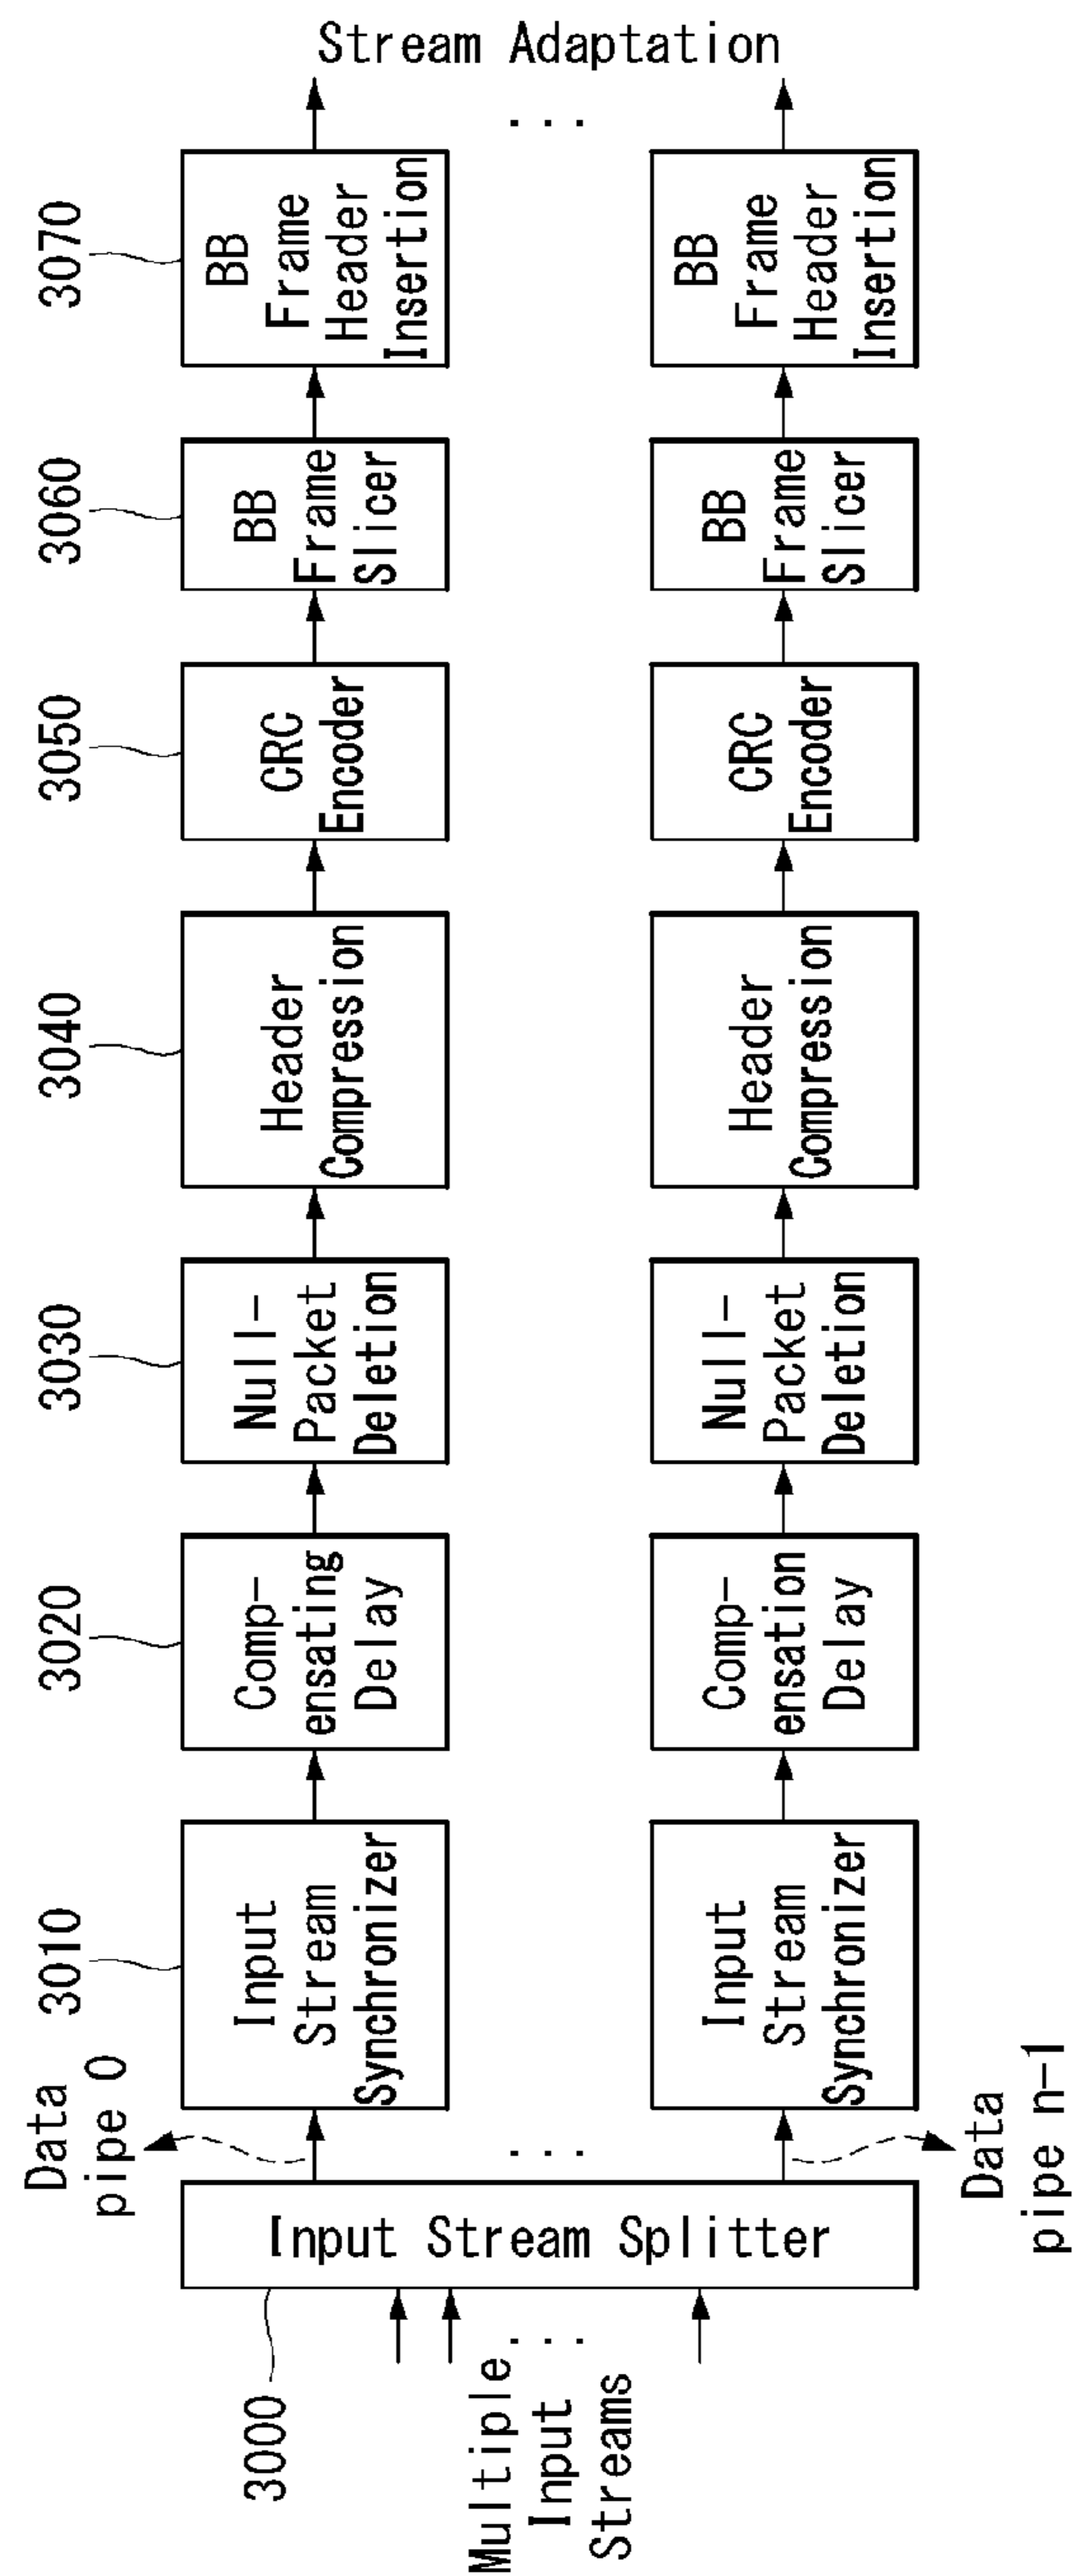 Stream Adaptation
...
3070
BB
Frame
Header
Insertion
BB
Frame
Header
Insertion
3060
BB
Frame
Slicer
BB
Frame
Slicer
3050
CRC
Encoder
CRC
Encoder
3040
Header
Compression
Header
Compression
3030
Null-
Packet
Deletion
Null-
Packet
Deletion
3020
Comp-
ensating
Delay
Comp-
ensation
Delay
3010
Input
Stream
Synchronizer
Input
Stream
Synchronizer
Data
pipe 0
...
Data
pipe n-1
Input Stream Splitter
3000
...
Multiple
Input
Streams